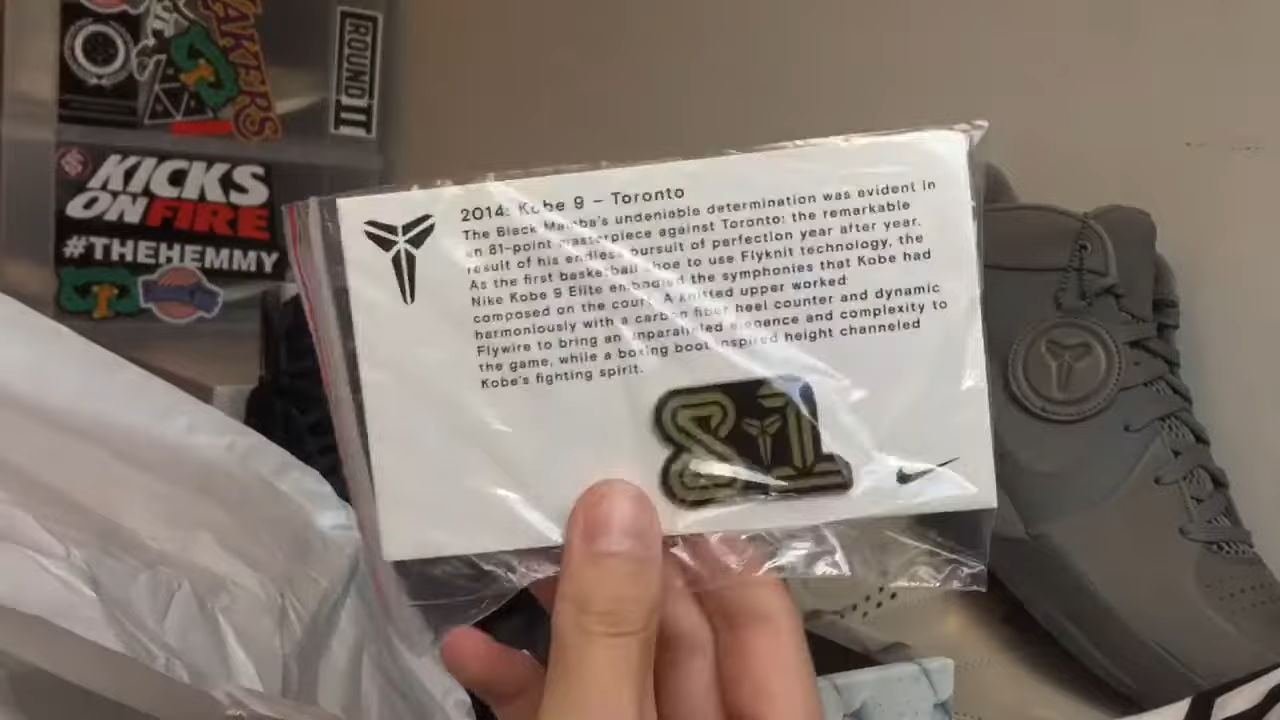 LAKERS
ROUND II
KICKS
ONFIRE
#THEHEMMY
2014: Kobe 9 – Toronto
The Black Mamba's undeniable determination was evident in
an 81-point masterpiece against Toronto: the remarkable
result of his endless pursuit of perfection year after year.
As the first basketball shoe to use Flyknit technology, the
Nike Kobe 9 Elite embodied the symphonies that Kobe had
composed on the court. A knitted upper worked
harmoniously with a carbon fiber heel counter and dynamic
Flywire to bring an unparalleled elegance and complexity to
the game, while a boxing boot inspired height channeled
Kobe's fighting spirit.
81